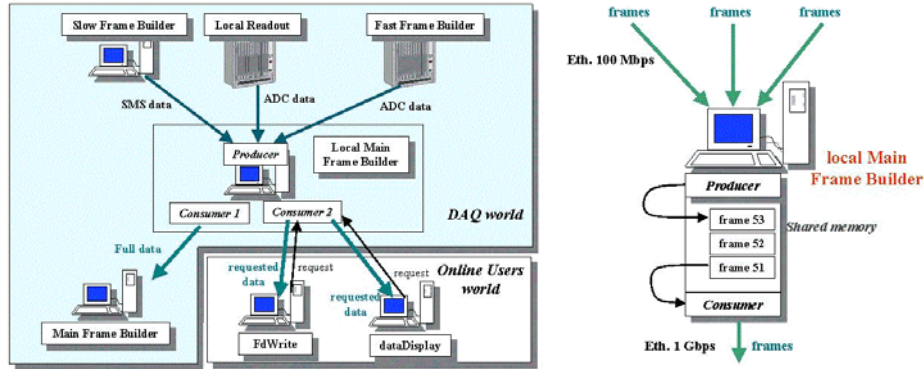 Slow Frame Builder
Local Readout
Fast Frame Builder
SMS data
ADC data
ADC data
Producer
Local Main
Frame Builder
Consumer 1
Consumer 2
DAQ world
Full data
requested
data
request
request
requested
data
Online Users
world
Main Frame Builder
FdWrite
dataDisplay
frames
frames
frames
Eth. 100 Mbps
local Main
Frame Builder
Producer
frame 53
Shared memory
frame 52
frame 51
Consumer
Eth. 1 Gbps
frames